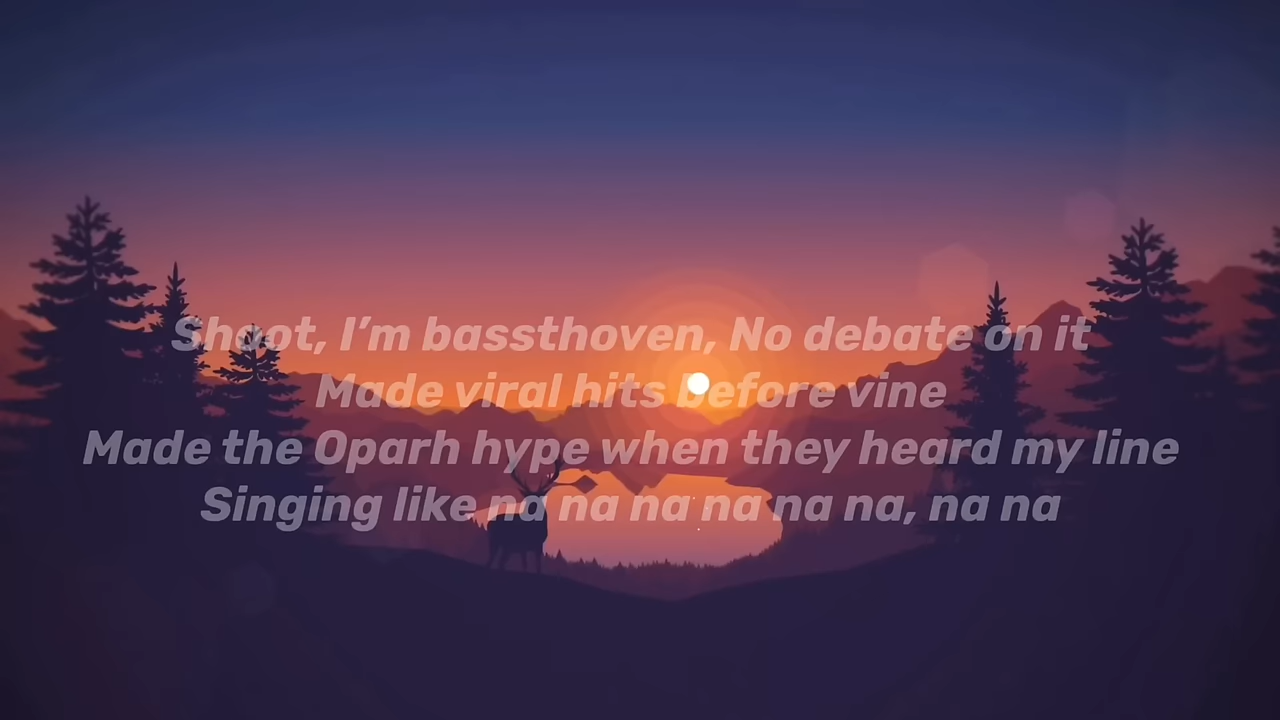 Shoot, I’m bassthoven, No debate on it
Made viral hits before vine
Made the Oparh hype when they heard my line
Singing like na na na na na na, na na